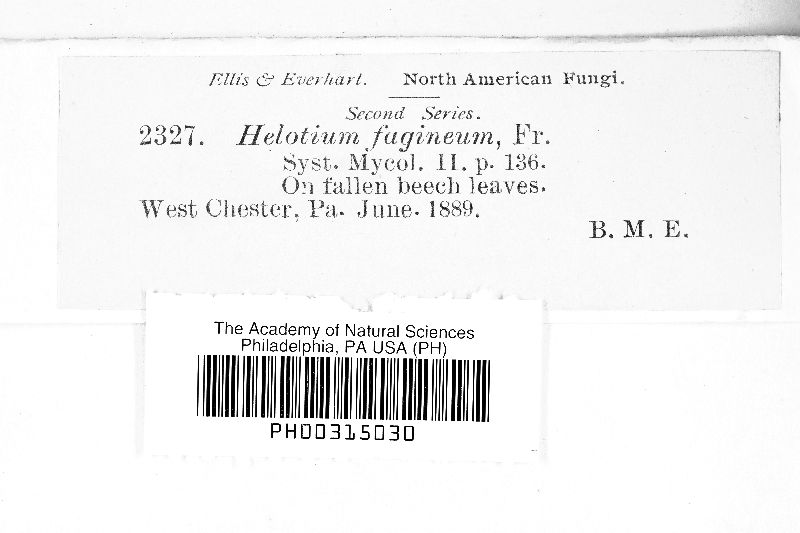 Ellis & Everhart. North American Fungi.
Second Series.
2327. Helotium fagineum, Fr.
Syst. Mycol. II. p. 136.
On fallen beech leaves.
West Chester, Pa. June. 1889.
B. M. E.
The Academy of Natural Sciences
Philadelphia, PA USA (PH)
PH00315030